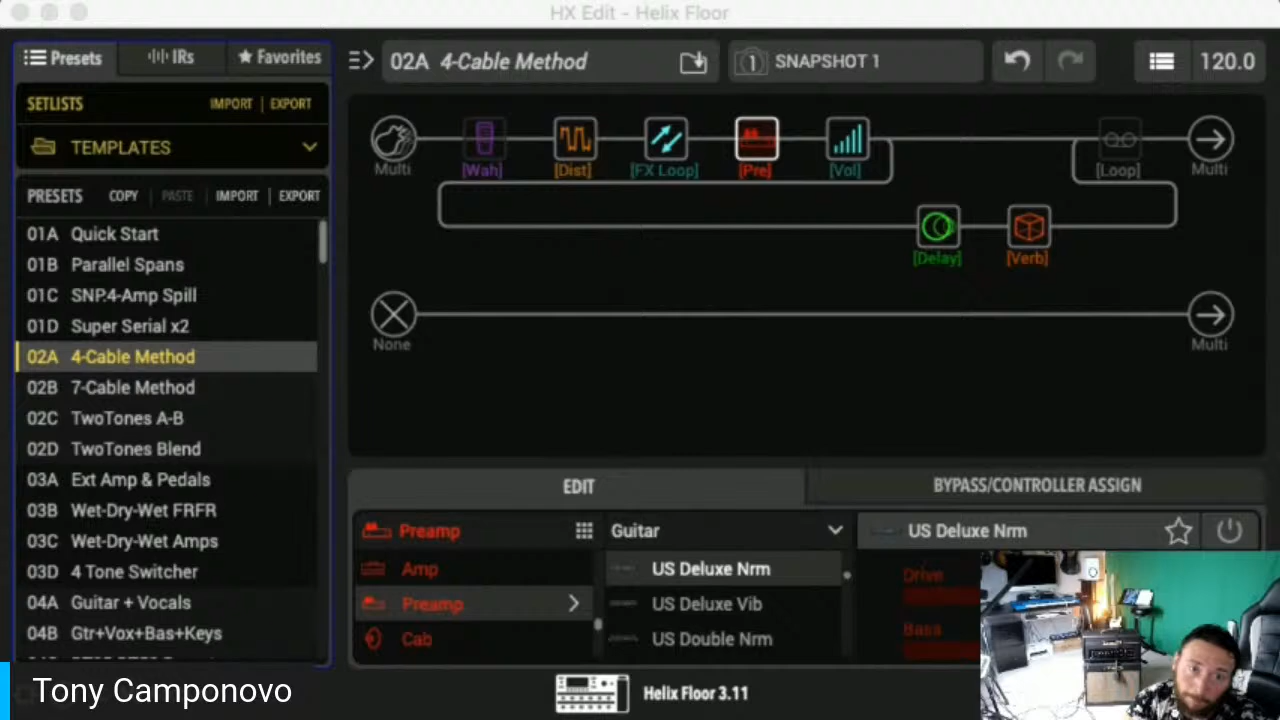 HX Edit - Helix Floor
Presets
IRs
Favorites
02A 4-Cable Method
1 SNAPSHOT 1
120.0
SETLISTS
IMPORT | EXPORT
TEMPLATES
PRESETS
COPY
PASTE
IMPORT
EXPORT
01A Quick Start
01B Parallel Spans
01C SNP:4-Amp Spill
01D Super Serial x2
02A 4-Cable Method
02B 7-Cable Method
02C TwoTones A-B
02D TwoTones Blend
03A Ext Amp & Pedals
03B Wet-Dry-Wet FRFR
03C Wet-Dry-Wet Amps
03D 4 Tone Switcher
04A Guitar + Vocals
04B Gtr+Vox+Bas+Keys
Multi
[Wah]
[Dist]
[FX Loop]
[Pre]
[Vol]
[Loop]
Multi
[Delay]
[Verb]
None
Multi
EDIT
BYPASS/CONTROLLER ASSIGN
Preamp
Guitar
US Deluxe Nrm
Amp
US Deluxe Nrm
Drive
Preamp
US Deluxe Vib
Bass
Cab
US Double Nrm
Tony Camponovo
Helix Floor 3.11